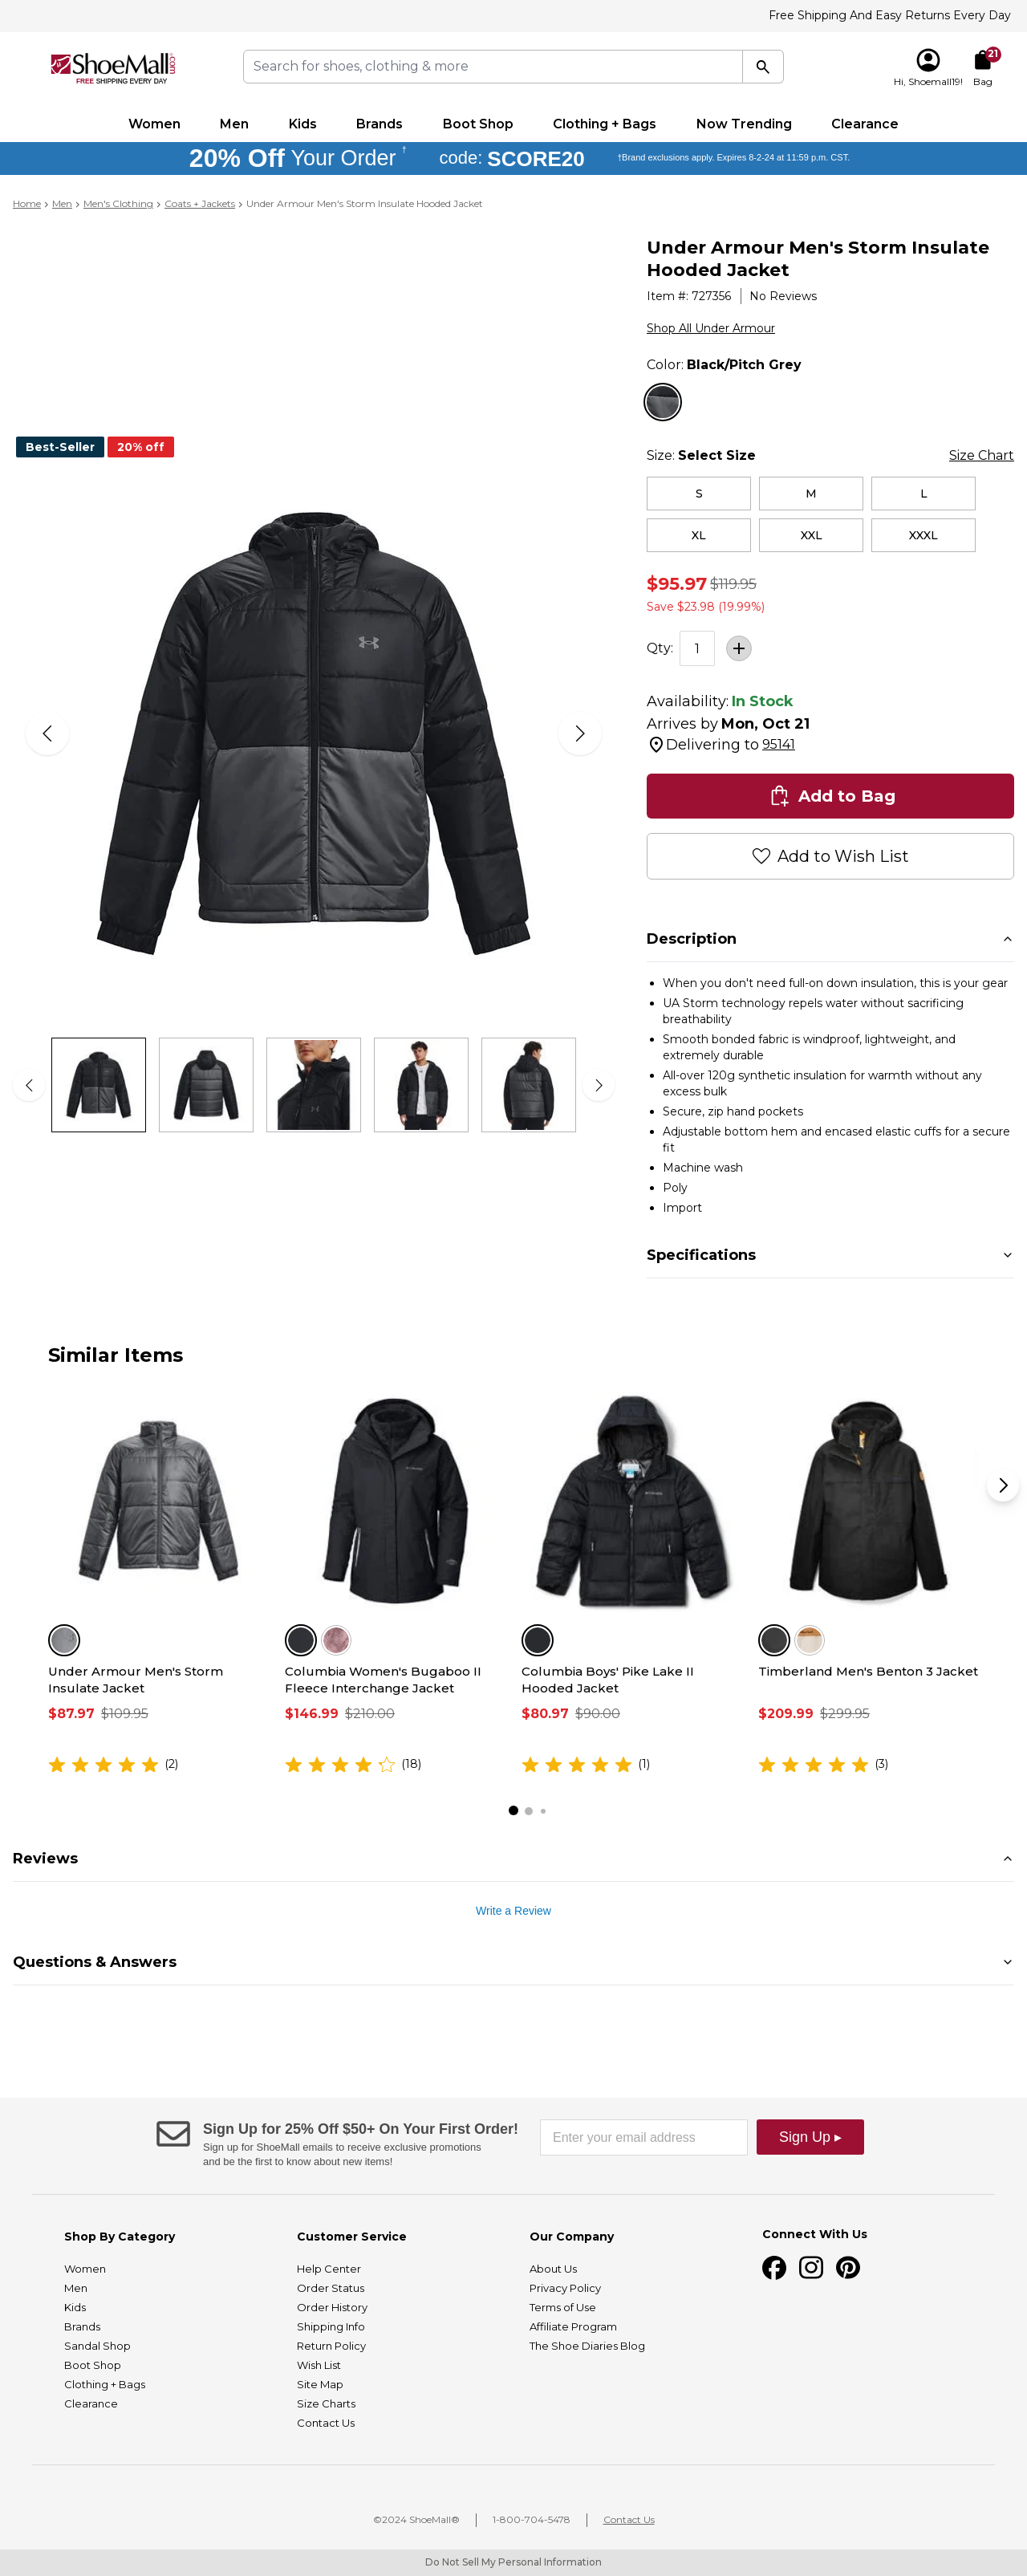 Free Shipping And Easy Returns Every Day
ShoeMall.com
FREE SHIPPING EVERY DAY
Search for shoes, clothing & more
21
Hi, Shoemall19!
Bag
Women
Men
Kids
Brands
Boot Shop
Clothing + Bags
Now Trending
Clearance
20% Off Your Order † code: SCORE20 †Brand exclusions apply. Expires 8-2-24 at 11:59 p.m. CST.
Home > Men > Men's Clothing > Coats + Jackets > Under Armour Men's Storm Insulate Hooded Jacket
Best-Seller
20% off
Under Armour Men's Storm Insulate
Hooded Jacket
Item #: 727356
No Reviews
Shop All Under Armour
Color: Black/Pitch Grey
Size: Select Size
Size Chart
S
M
L
XL
XXL
XXXL
$95.97 $119.95
Save $23.98 (19.99%)
Qty: 1 +
Availability: In Stock
Arrives by Mon, Oct 21
Delivering to 95141
Add to Bag
Add to Wish List
Description
• When you don't need full-on down insulation, this is your gear
• UA Storm technology repels water without sacrificing
breathability
• Smooth bonded fabric is windproof, lightweight, and
extremely durable
• All-over 120g synthetic insulation for warmth without any
excess bulk
• Secure, zip hand pockets
• Adjustable bottom hem and encased elastic cuffs for a secure
fit
• Machine wash
• Poly
• Import
Specifications
Similar Items
Under Armour Men's Storm
Insulate Jacket
$87.97 $109.95
(2)
Columbia Women's Bugaboo II
Fleece Interchange Jacket
$146.99 $210.00
(18)
Columbia Boys' Pike Lake II
Hooded Jacket
$80.97 $90.00
(1)
Timberland Men's Benton 3 Jacket
$209.99 $299.95
(3)
Reviews
Write a Review
Questions & Answers
Sign Up for 25% Off $50+ On Your First Order!
Sign up for ShoeMall emails to receive exclusive promotions
and be the first to know about new items!
Enter your email address
Sign Up ▸
Shop By Category
Women
Men
Kids
Brands
Sandal Shop
Boot Shop
Clothing + Bags
Clearance
Customer Service
Help Center
Order Status
Order History
Shipping Info
Return Policy
Wish List
Site Map
Size Charts
Contact Us
Our Company
About Us
Privacy Policy
Terms of Use
Affiliate Program
The Shoe Diaries Blog
Connect With Us
©2024 ShoeMall®
1-800-704-5478
Contact Us
Do Not Sell My Personal Information